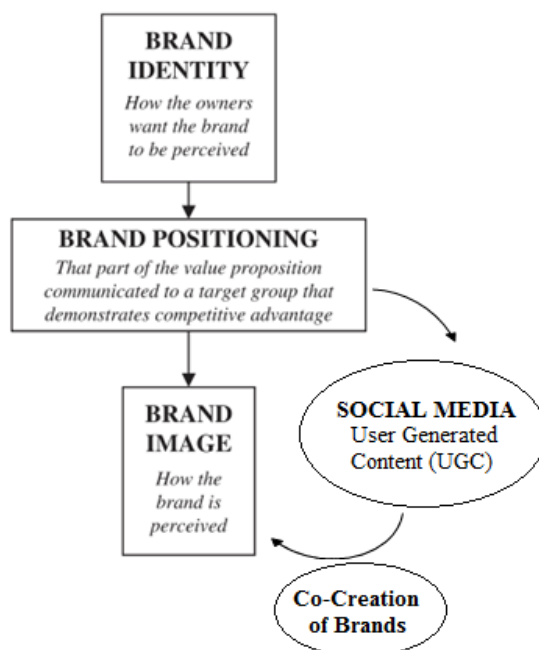 BRAND
IDENTITY
How the owners
want the brand
to be perceived
BRAND POSITIONING
That part of the value proposition
communicated to a target group that
demonstrates competitive advantage
BRAND
IMAGE
How the
brand is
perceived
SOCIAL MEDIA
User Generated
Content (UGC)
Co-Creation
of Brands